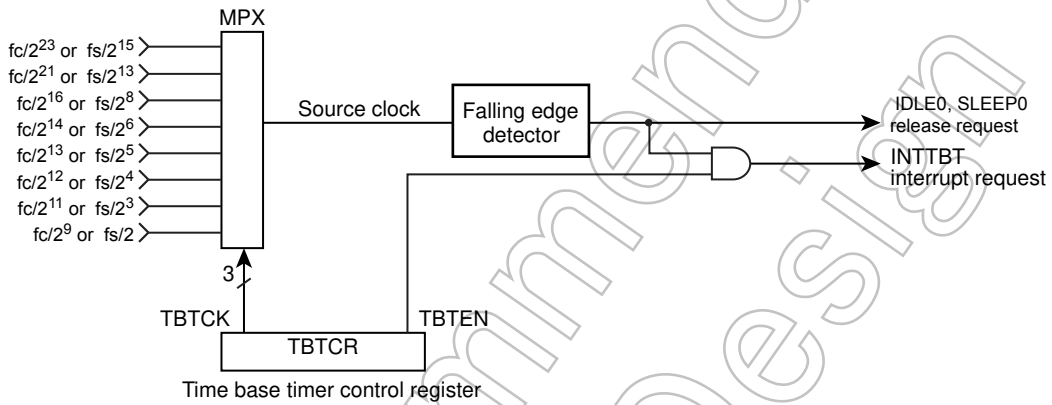 MPX
fc/2^23 or fs/2^15
fc/2^21 or fs/2^13
fc/2^16 or fs/2^8
fc/2^14 or fs/2^6
fc/2^13 or fs/2^5
fc/2^12 or fs/2^4
fc/2^11 or fs/2^3
fc/2^9 or fs/2
Source clock
Falling edge
detector
IDLE0, SLEEP0
release request
INTTBT
interrupt request
3
TBTCK
TBTEN
TBTCR
Time base timer control register
Design